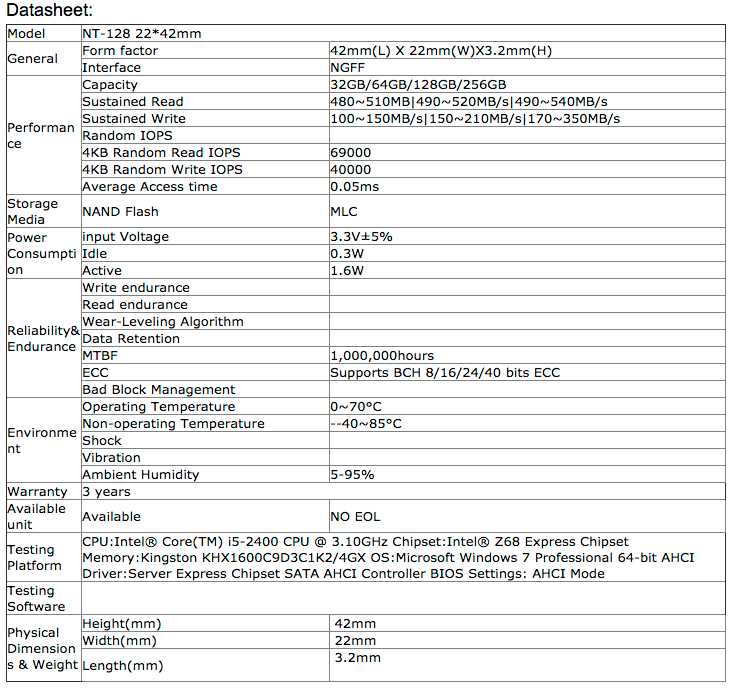 Datasheet:
Model NT-128 22*42mm
General
Form factor 42mm(L) X 22mm(W)X3.2mm(H)
Interface NGFF
Performan
ce
Capacity 32GB/64GB/128GB/256GB
Sustained Read 480~510MB|490~520MB/s|490~540MB/s
Sustained Write 100~150MB/s|150~210MB/s|170~350MB/s
Random IOPS
4KB Random Read IOPS 69000
4KB Random Write IOPS 40000
Average Access time 0.05ms
Storage
Media
NAND Flash MLC
Power
Consumpti
on
input Voltage 3.3V±5%
Idle 0.3W
Active 1.6W
Reliability&
Endurance
Write endurance
Read endurance
Wear-Leveling Algorithm
Data Retention
MTBF 1,000,000hours
ECC Supports BCH 8/16/24/40 bits ECC
Bad Block Management
Environme
nt
Operating Temperature 0~70°C
Non-operating Temperature --40~85°C
Shock
Vibration
Ambient Humidity 5-95%
Warranty 3 years
Available
unit
Available NO EOL
Testing
Platform
CPU:Intel® Core(TM) i5-2400 CPU @ 3.10GHz Chipset:Intel® Z68 Express Chipset
Memory:Kingston KHX1600C9D3C1K2/4GX OS:Microsoft Windows 7 Professional 64-bit AHCI
Driver:Server Express Chipset SATA AHCI Controller BIOS Settings: AHCI Mode
Testing
Software
Physical
Dimension
s & Weight
Height(mm) 42mm
Width(mm) 22mm
Length(mm) 3.2mm